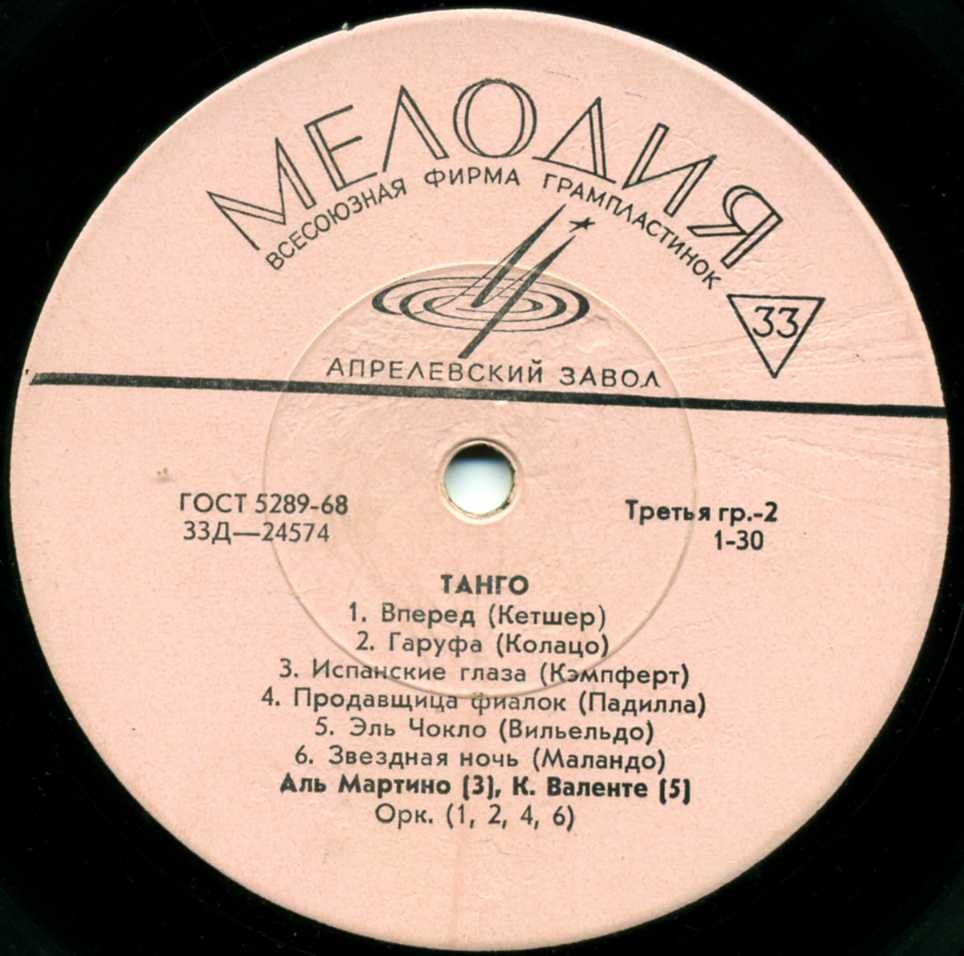 МЕЛОДИЯ
ВСЕСОЮЗНАЯ ФИРМА ГРАМПЛАСТИНОК
33
АПРЕЛЕВСКИЙ ЗАВОД
ГОСТ 5289-68
33Д—24574
Третья гр.-2
1-30
ТАНГО
1. Вперед (Кетшер)
2. Гаруфа (Колацо)
3. Испанские глаза (Кэмпферт)
4. Продавщица фиалок (Падилла)
5. Эль Чокло (Вильельдо)
6. Звездная ночь (Маландо)
Аль Мартино (3), К. Валенте (5)
Орк. (1, 2, 4, 6)